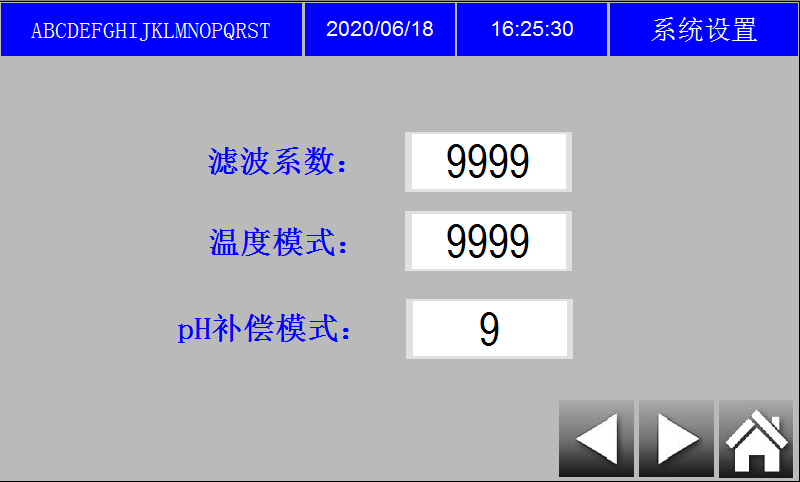 ABCDEFGHIJKLMNOPQRST 2020/06/18 16:25:30 系统设置
滤波系数： 9999
温度模式： 9999
pH补偿模式： 9